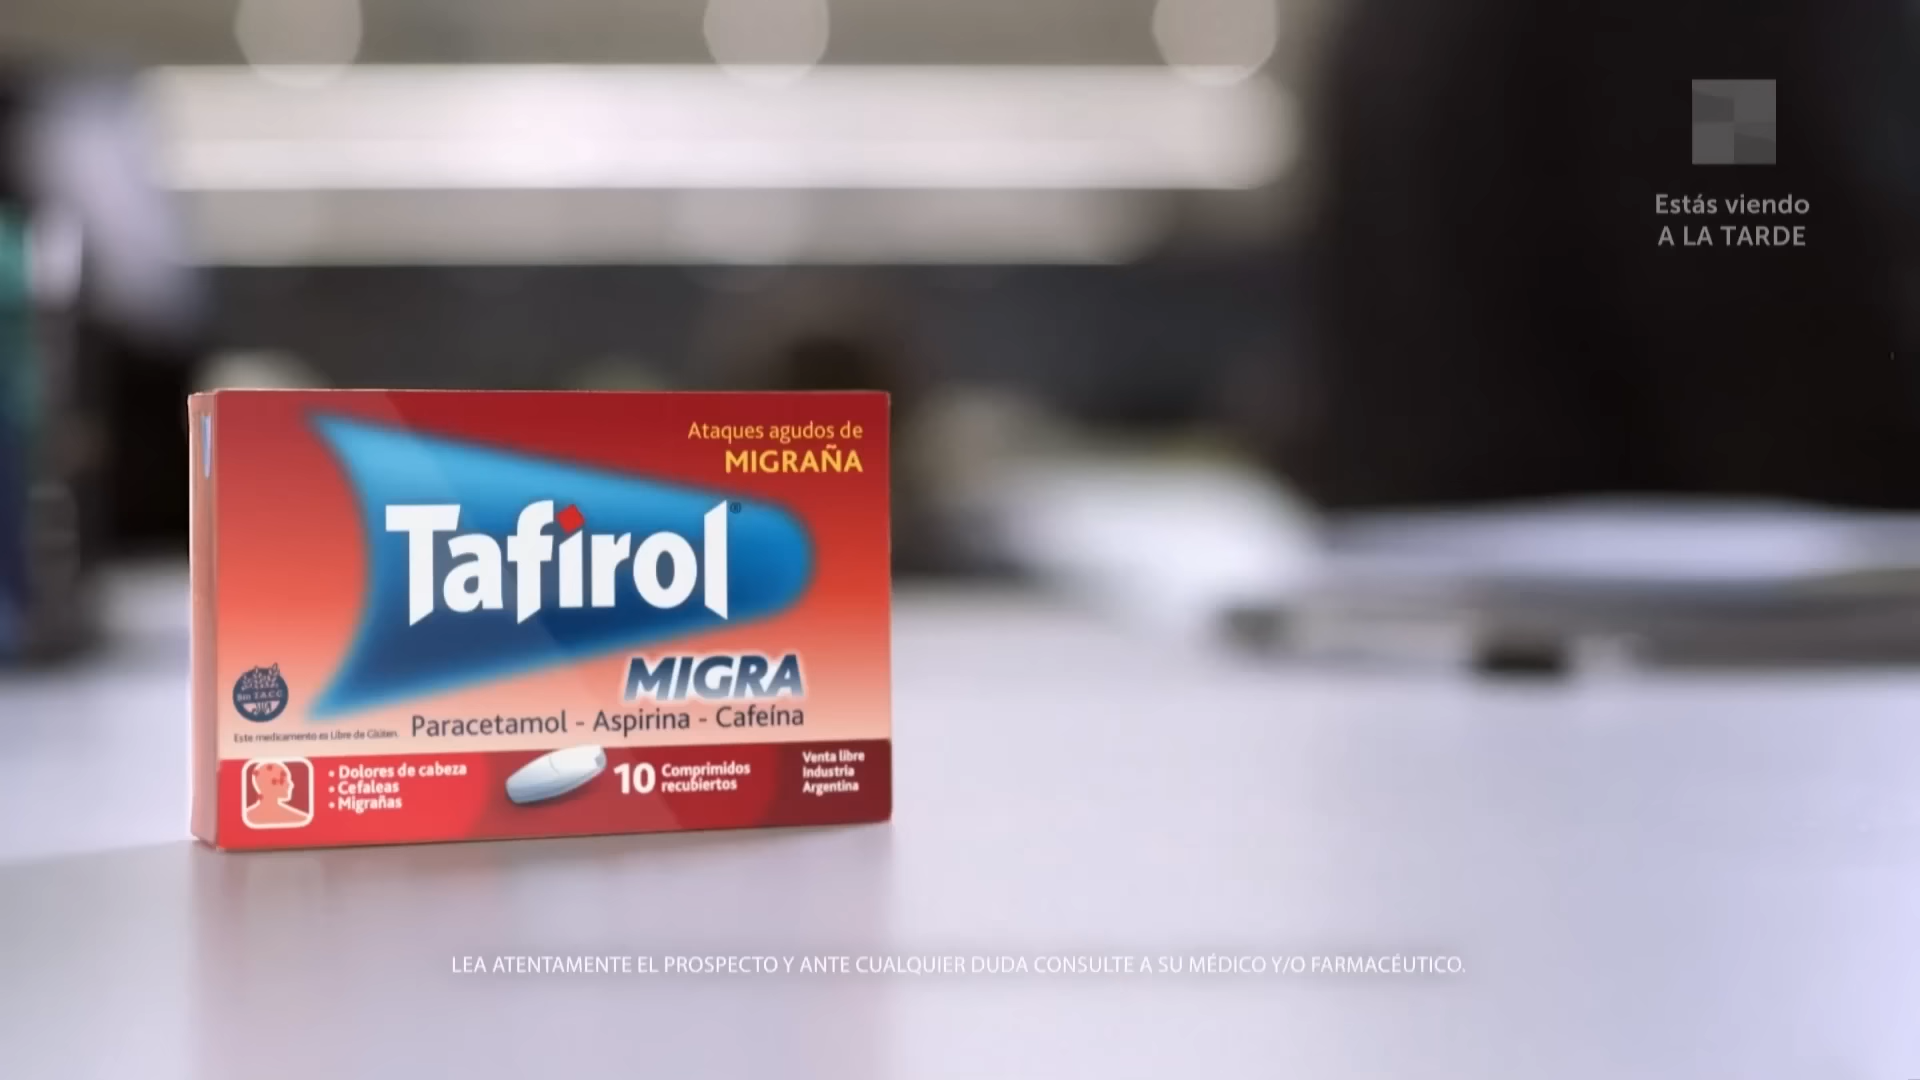 Estás viendo
A LA TARDE
Ataques agudos de
MIGRAÑA
Tafirol®
MIGRA
Paracetamol - Aspirina - Cafeína
Sin T.A.C.C.
Este medicamento es Libre de Glúten.
• Dolores de cabeza
• Cefaleas
• Migrañas
10 Comprimidos
recubiertos
Venta libre
Industria
Argentina
LEA ATENTAMENTE EL PROSPECTO Y ANTE CUALQUIER DUDA CONSULTE A SU MÉDICO Y/O FARMACÉUTICO.